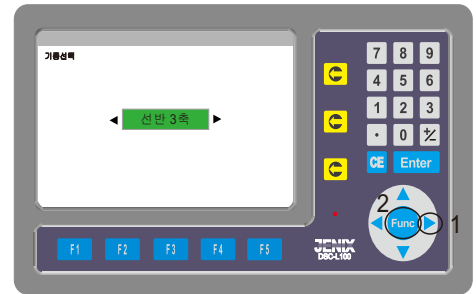 기종선택
◀ 선반 3축 ▶
7 8 9
4 5 6
1 2 3
· 0 +/-
CE Enter
2
Func
1
F1 F2 F3 F4 F5
JENIX
DSC-L100